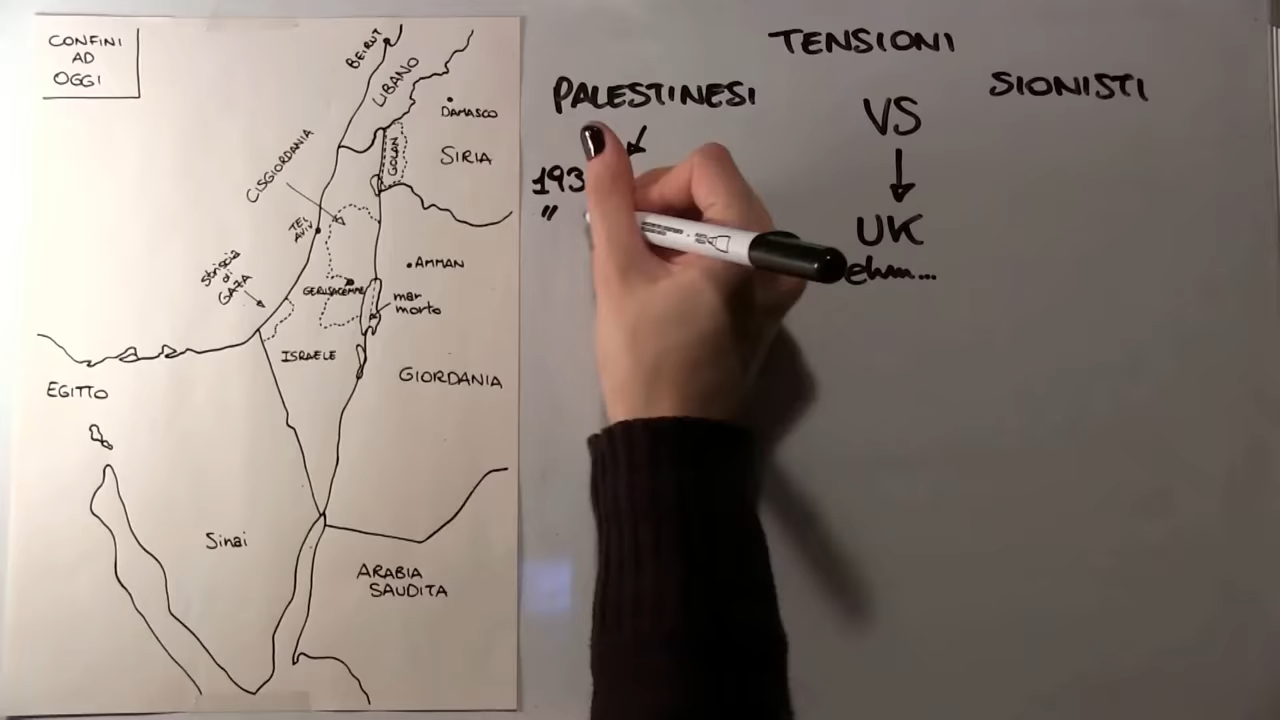 CONFINI
AD
OGGI
BEIRUT
LIBANO
DAMASCO
GOLAN
SIRIA
CISGIORDANIA
TEL
AVIV
AMMAN
striscia
di
GAZA
GERUSALEMME
mar
morto
ISRAELE
GIORDANIA
EGITTO
Sinai
ARABIA
SAUDITA
TENSIONI
PALESTINESI
VS
SIONISTI
193
"
UK
ehm...